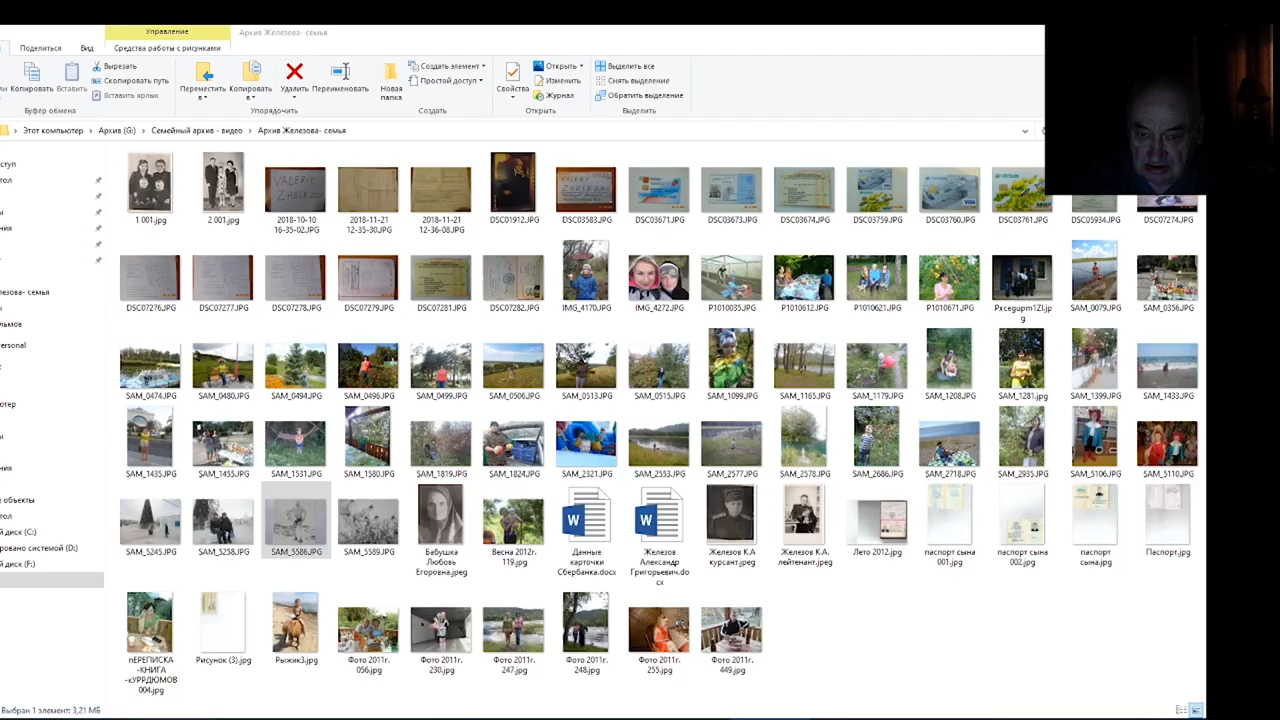 Управление
Архив Железова- семья
Поделиться
Вид
Средства работы с рисунками
Копировать
Вставить
Вырезать
Скопировать путь
Вставить ярлык
Буфер обмена
Переместить в
Копировать в
Удалить
Переименовать
Упорядочить
Новая папка
Создать элемент
Простой доступ
Создать
Свойства
Открыть
Изменить
Журнал
Открыть
Выделить все
Снять выделение
Обратить выделение
Выделить
Этот компьютер > Архив (G:) > Семейный архив - видео > Архив Железова- семья
VALERIY
VALERIY
1 001.jpg
2 001.jpg
2018-10-10 16-35-02.JPG
2018-11-21 12-35-30.JPG
2018-11-21 12-36-08.JPG
DSC01912.JPG
DSC03583.JPG
DSC03671.JPG
DSC03673.JPG
DSC03674.JPG
DSC03759.JPG
DSC03760.JPG
DSC03761.JPG
DSC05934.JPG
DSC07274.JPG
DSC07276.JPG
DSC07277.JPG
DSC07278.JPG
DSC07279.JPG
DSC07281.JPG
DSC07282.JPG
IMG_4170.JPG
IMG_4272.JPG
P1010035.JPG
P1010612.JPG
P1010621.JPG
P1010671.JPG
SAM_0079.JPG
SAM_0356.JPG
SAM_0474.JPG
SAM_0480.JPG
SAM_0494.JPG
SAM_0496.JPG
SAM_0499.JPG
SAM_0506.JPG
SAM_0513.JPG
SAM_0515.JPG
SAM_1099.JPG
SAM_1165.JPG
SAM_1179.JPG
SAM_1208.JPG
SAM_1281.jpg
SAM_1399.JPG
SAM_1433.JPG
SAM_1435.JPG
SAM_1455.JPG
SAM_1531.JPG
SAM_1580.JPG
SAM_1819.JPG
SAM_1824.JPG
SAM_2321.JPG
SAM_2553.JPG
SAM_2577.JPG
SAM_2578.JPG
SAM_2686.JPG
SAM_2718.JPG
SAM_2935.JPG
SAM_5106.JPG
SAM_5110.JPG
SAM_5245.JPG
SAM_5258.JPG
SAM_5586.JPG
SAM_5589.JPG
Бабушка Любовь Егоровна.jpeg
Весна 2012г. 119.jpg
Данные карточки Сбербанка.docx
Железов Александр Григорьевич.docx
Железов К.А курсант.jpeg
Железов К.А. лейтенант.jpeg
Лето 2012.jpg
паспорт сына 001.jpg
паспорт сына 002.jpg
паспорт сына.jpg
Паспорт.jpg
пЕРЕПИСКА -КНИГА -кУРРДЮМОВ 004.jpg
Рисунок (3).jpg
Рыжик3.jpg
Фото 2011г. 056.jpg
Фото 2011г. 230.jpg
Фото 2011г. 247.jpg
Фото 2011г. 248.jpg
Фото 2011г. 255.jpg
Фото 2011г. 449.jpg
Выбран 1 элемент: 3,21 МБ